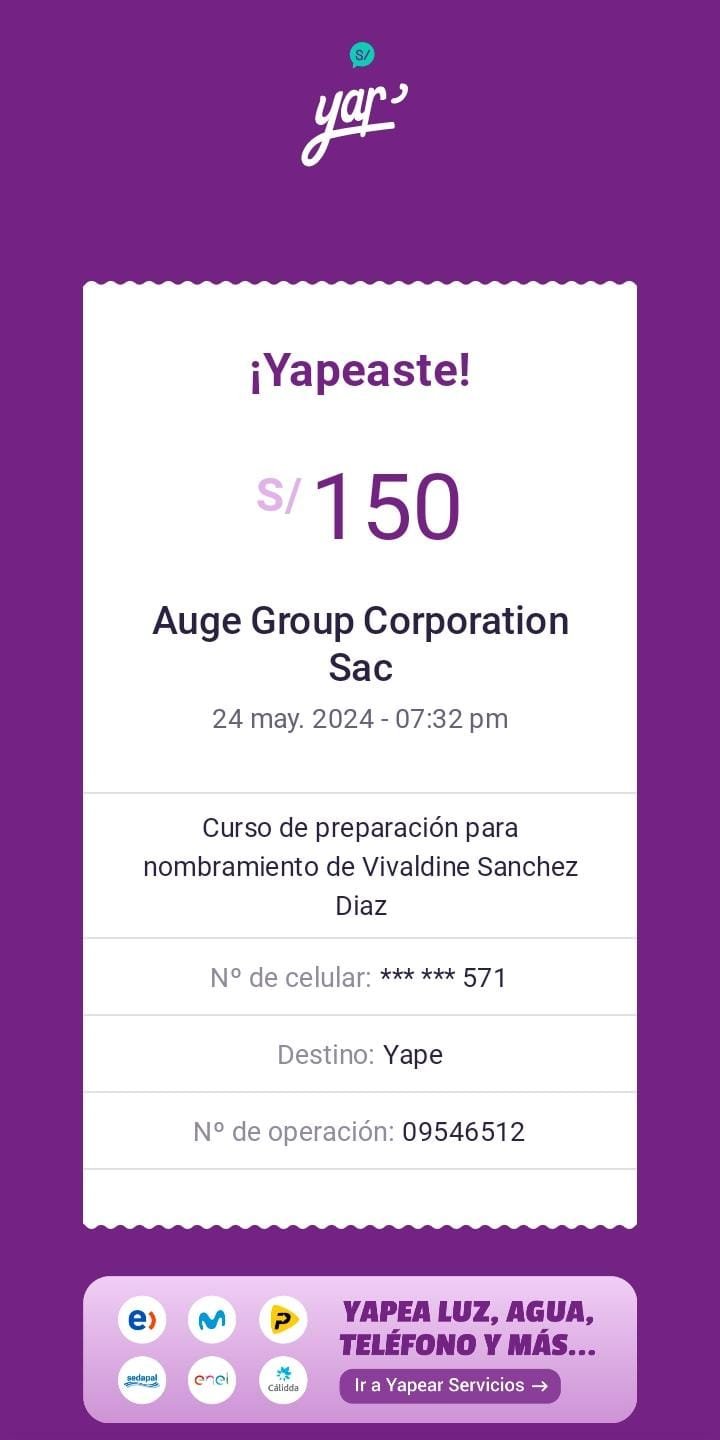 S/
yap
¡Yapeaste!
S/ 150
Auge Group Corporation
Sac
24 may. 2024 - 07:32 pm
Curso de preparación para
nombramiento de Vivaldine Sanchez
Diaz
Nº de celular: *** *** 571
Destino: Yape
Nº de operación: 09546512
e)
P
sedapal
enel
Cálidda
YAPEA LUZ, AGUA,
TELÉFONO Y MÁS...
Ir a Yapear Servicios →